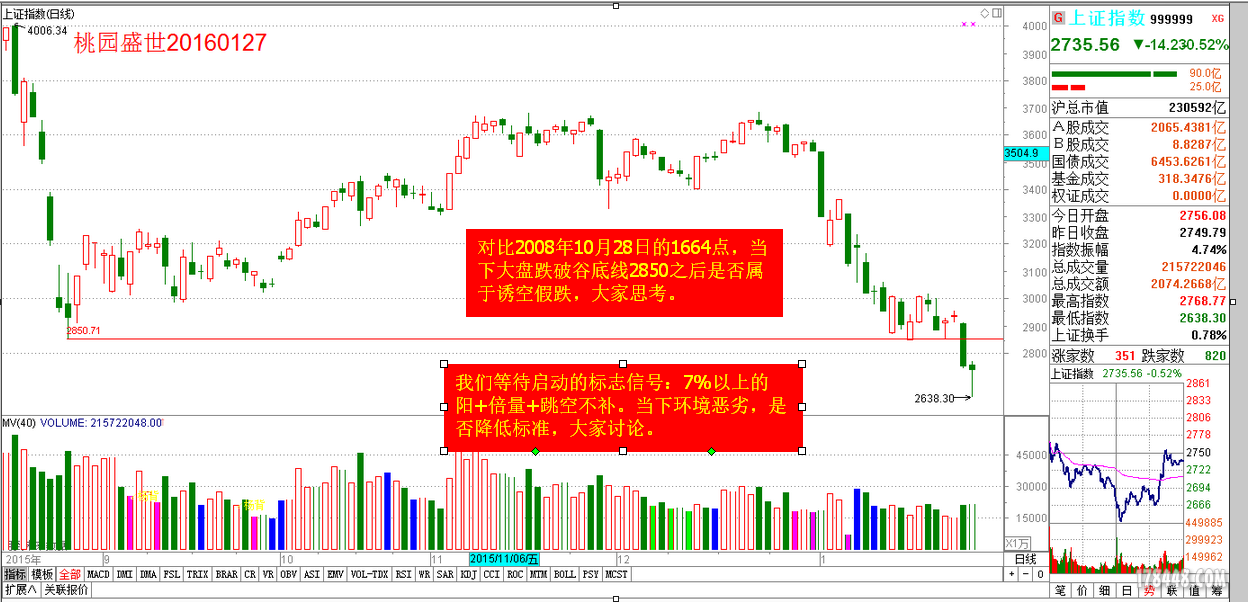 上证指数(日线)
4006.34
桃园盛世20160127
对比2008年10月28日的1664点，当
下大盘跌破谷底线2850之后是否属
于诱空假跌，大家思考。
2850.71
我们等待启动的标志信号：7%以上的
阳+倍量+跳空不补。当下环境恶劣，是
否降低标准，大家讨论。
2638.30
4000
3900
3800
3700
3600
3504.9
3500
3400
3300
3200
3100
3000
2900
2800
MV(40) VOLUME: 215722048.00
45000
30000
15000
X1万
2015年 9 10 11 2015/11/06/五 12 1 日线
指标 模板 全部 MACD DMI DMA FSL TRIX BRAR CR VR OBV ASI EMV VOL-TDX RSI WR SAR KDJ CCI ROC MTM BOLL PSY MCST + - 0
扩展∧ 关联报价
G 上证指数 999999 XG
2735.56 ▼-14.23 0.52%
90.0亿
25.0亿
沪总市值 230592亿
A股成交 2065.4381亿
B股成交 8.8287亿
国债成交 6453.6261亿
基金成交 318.3476亿
权证成交 0.0000亿
今日开盘 2756.08
昨日收盘 2749.79
指数振幅 4.74%
总成交量 215722046
总成交额 2074.2668亿
最高指数 2768.77
最低指数 2638.30
上证换手 0.78%
涨家数 351 跌家数 820
上证指数 2735.56 -0.52%
2861
2833
2806
2778
2750
2722
2694
2666
449885
299923
149962
笔 价 细 日 势 联 值 筹